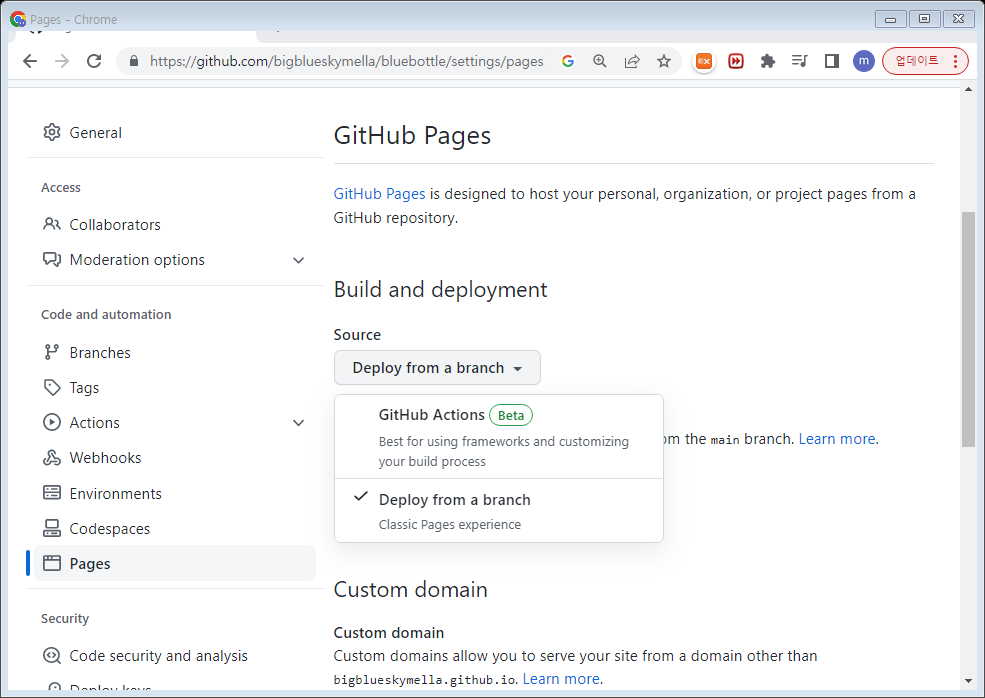 Pages - Chrome
https://github.com/bigblueskymella/bluebottle/settings/pages
EX
m
업데이트
General
Access
Collaborators
Moderation options
Code and automation
Branches
Tags
Actions
Webhooks
Environments
Codespaces
Pages
Security
Code security and analysis
Deploy keys
GitHub Pages
GitHub Pages is designed to host your personal, organization, or project pages from a
GitHub repository.
Build and deployment
Source
Deploy from a branch
GitHub Actions Beta
Best for using frameworks and customizing
your build process
om the main branch. Learn more.
Deploy from a branch
Classic Pages experience
Custom domain
Custom domain
Custom domains allow you to serve your site from a domain other than
bigblueskymella.github.io. Learn more.